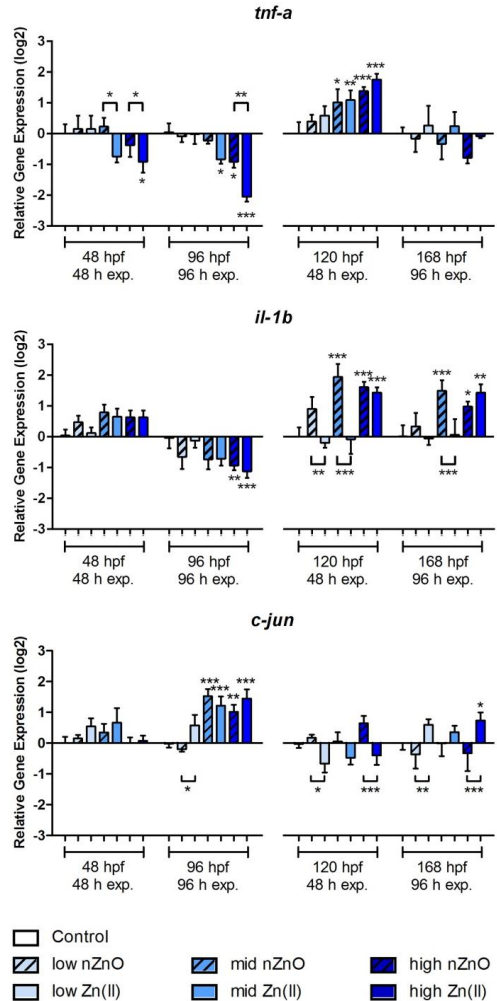 tnf-a
Relative Gene Expression (log2)
3
2
1
0
-1
-2
-3
* * **
* * * ***
* ** *** ***
48 hpf 96 hpf 120 hpf 168 hpf
48 h exp. 96 h exp. 48 h exp. 96 h exp.
il-1b
Relative Gene Expression (log2)
3
2
1
0
-1
-2
-3
*** *** *** *** * **
** *** ** *** ***
48 hpf 96 hpf 120 hpf 168 hpf
48 h exp. 96 h exp. 48 h exp. 96 h exp.
c-jun
Relative Gene Expression (log2)
3
2
1
0
-1
-2
-3
*** *** ** *** *
* * *** ** ***
48 hpf 96 hpf 120 hpf 168 hpf
48 h exp. 96 h exp. 48 h exp. 96 h exp.
Control
low nZnO mid nZnO high nZnO
low Zn(II) mid Zn(II) high Zn(II)